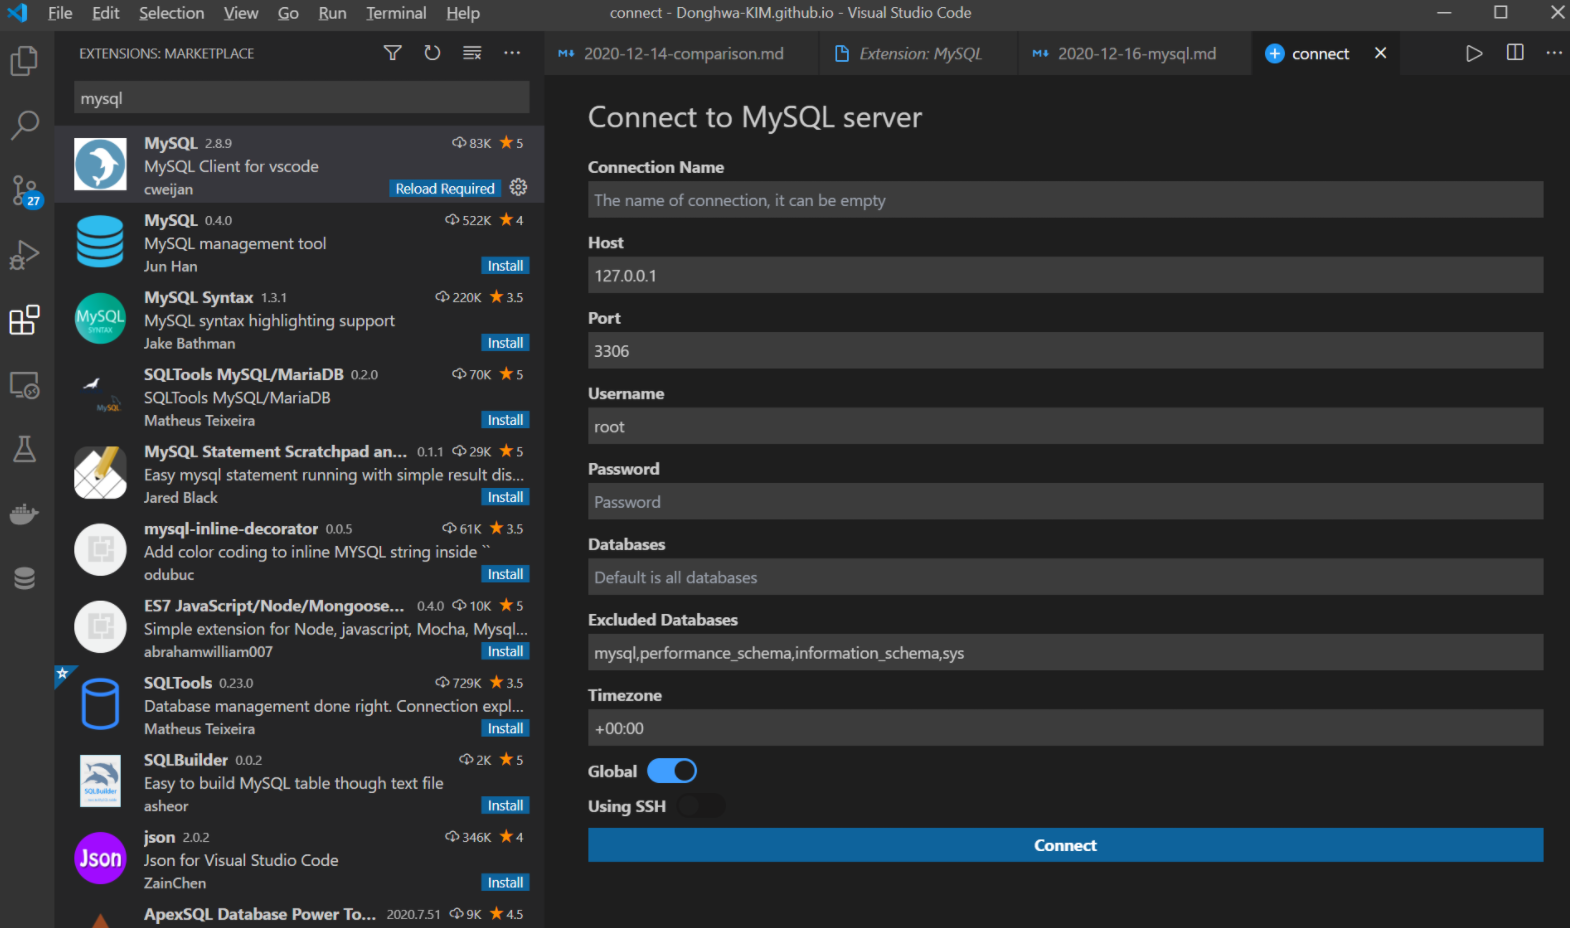 File Edit Selection View Go Run Terminal Help
connect - Donghwa-KIM.github.io - Visual Studio Code
EXTENSIONS: MARKETPLACE
2020-12-14-comparison.md
Extension: MySQL
2020-12-16-mysql.md
connect
27
mysql
MySQL 2.8.9 83K 5
MySQL Client for vscode
cweijan Reload Required
MySQL 0.4.0 522K 4
MySQL management tool
Jun Han Install
MySQL
SYNTAX
MySQL Syntax 1.3.1 220K 3.5
MySQL syntax highlighting support
Jake Bathman Install
MySQL
SQLTools MySQL/MariaDB 0.2.0 70K 5
SQLTools MySQL/MariaDB
Matheus Teixeira Install
MySQL Statement Scratchpad an... 0.1.1 29K 5
Easy mysql statement running with simple result dis...
Jared Black Install
mysql-inline-decorator 0.0.5 61K 3.5
Add color coding to inline MYSQL string inside ``
odubuc Install
ES7 JavaScript/Node/Mongoose... 0.4.0 10K 5
Simple extension for Node, javascript, Mocha, Mysql...
abrahamwilliam007 Install
SQLTools 0.23.0 729K 3.5
Database management done right. Connection expl...
Matheus Teixeira Install
SQLBuilder
SQLBuilder 0.0.2 2K 5
Easy to build MySQL table though text file
asheor Install
Json
json 2.0.2 346K 4
Json for Visual Studio Code
ZainChen Install
ApexSQL Database Power To... 2020.7.51 9K 4.5
Connect to MySQL server
Connection Name
The name of connection, it can be empty
Host
127.0.0.1
Port
3306
Username
root
Password
Password
Databases
Default is all databases
Excluded Databases
mysql,performance_schema,information_schema,sys
Timezone
+00:00
Global
Using SSH
Connect